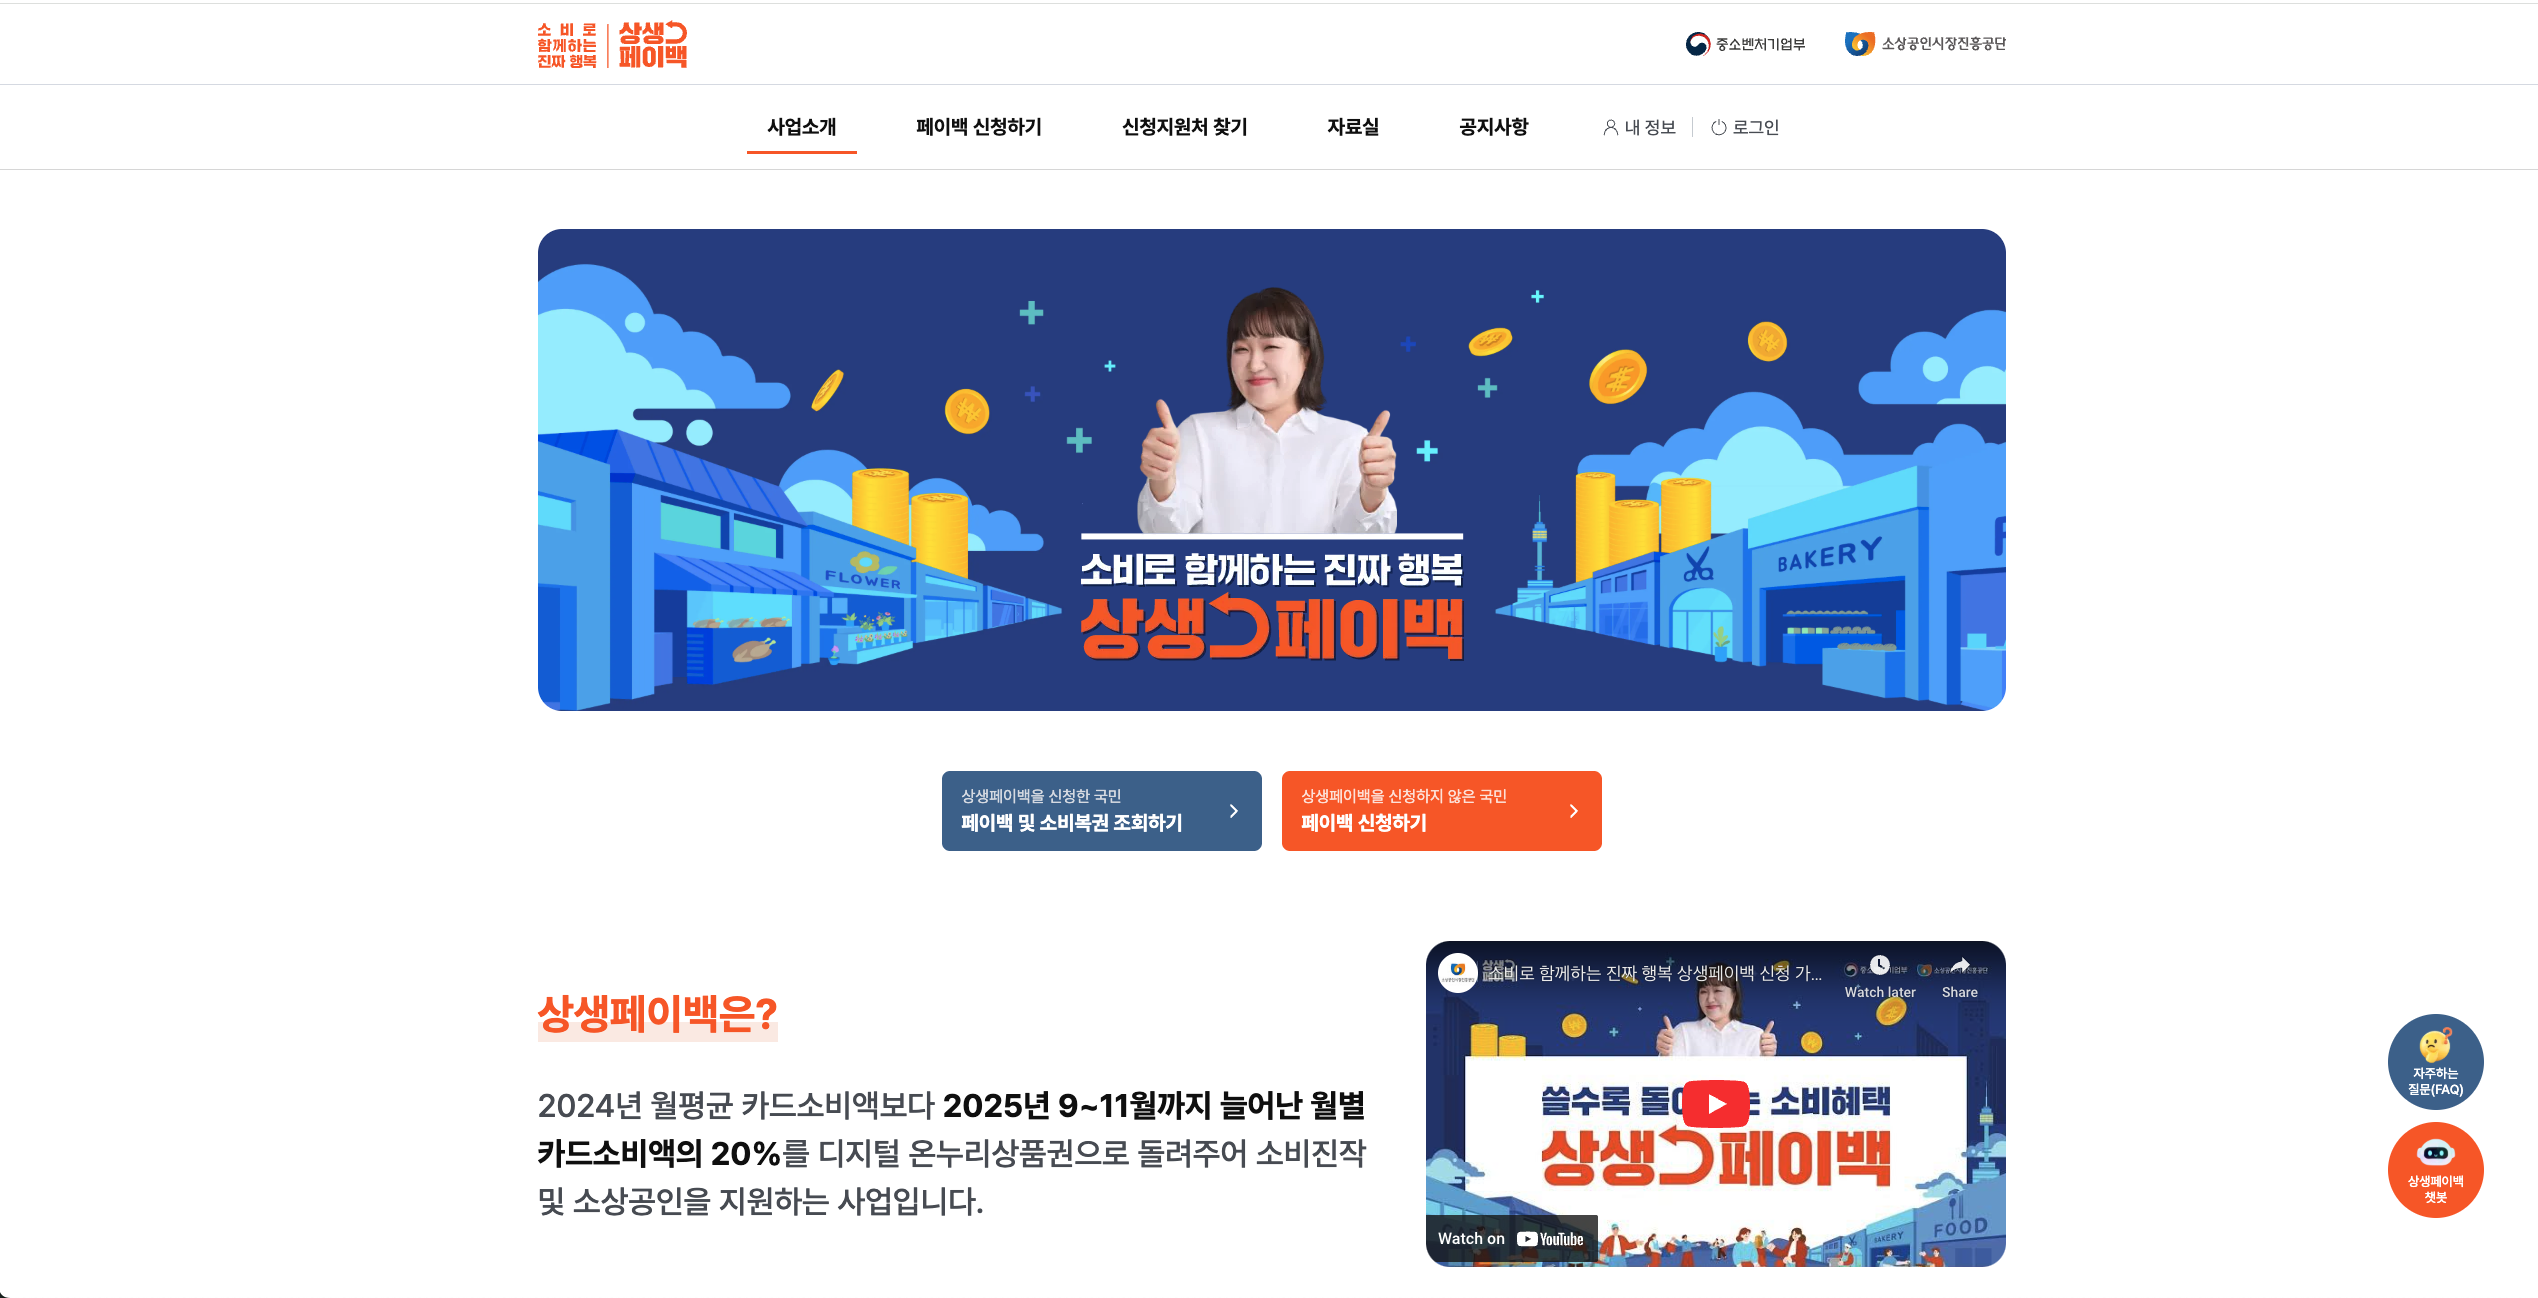 소비로
함께하는
진짜 행복
상생
페이백
중소벤처기업부
소상공인시장진흥공단
사업소개
페이백 신청하기
신청지원처 찾기
자료실
공지사항
내 정보
로그인
FLOWER
BAKERY
소비로 함께하는 진짜 행복
상생페이백
상생페이백을 신청한 국민
페이백 및 소비복권 조회하기
상생페이백을 신청하지 않은 국민
페이백 신청하기
상생페이백은?
2024년 월평균 카드소비액보다 2025년 9~11월까지 늘어난 월별
카드소비액의 20%를 디지털 온누리상품권으로 돌려주어 소비진작
및 소상공인을 지원하는 사업입니다.
소비로 함께하는 진짜 행복 상생페이백 신청 가...
Watch later
Share
쓸수록 소비혜택
상생페이백
FOOD
BAKERY
Watch on YouTube
자주하는
질문(FAQ)
상생페이백
챗봇